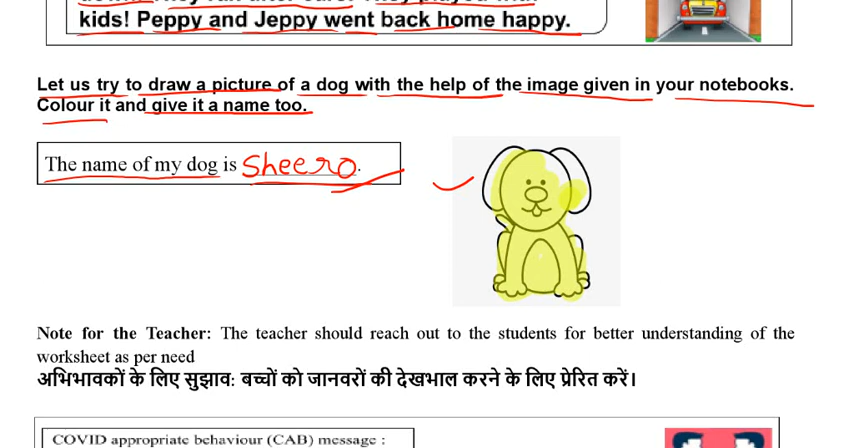 kids! Peppy and Jeppy went back home happy.
Let us try to draw a picture of a dog with the help of the image given in your notebooks.
Colour it and give it a name too.
The name of my dog is Sheero.
Note for the Teacher: The teacher should reach out to the students for better understanding of the
worksheet as per need
अभिभावकों के लिए सुझाव: बच्चों को जानवरों की देखभाल करने के लिए प्रेरित करें।
COVID appropriate behaviour (CAB) message :